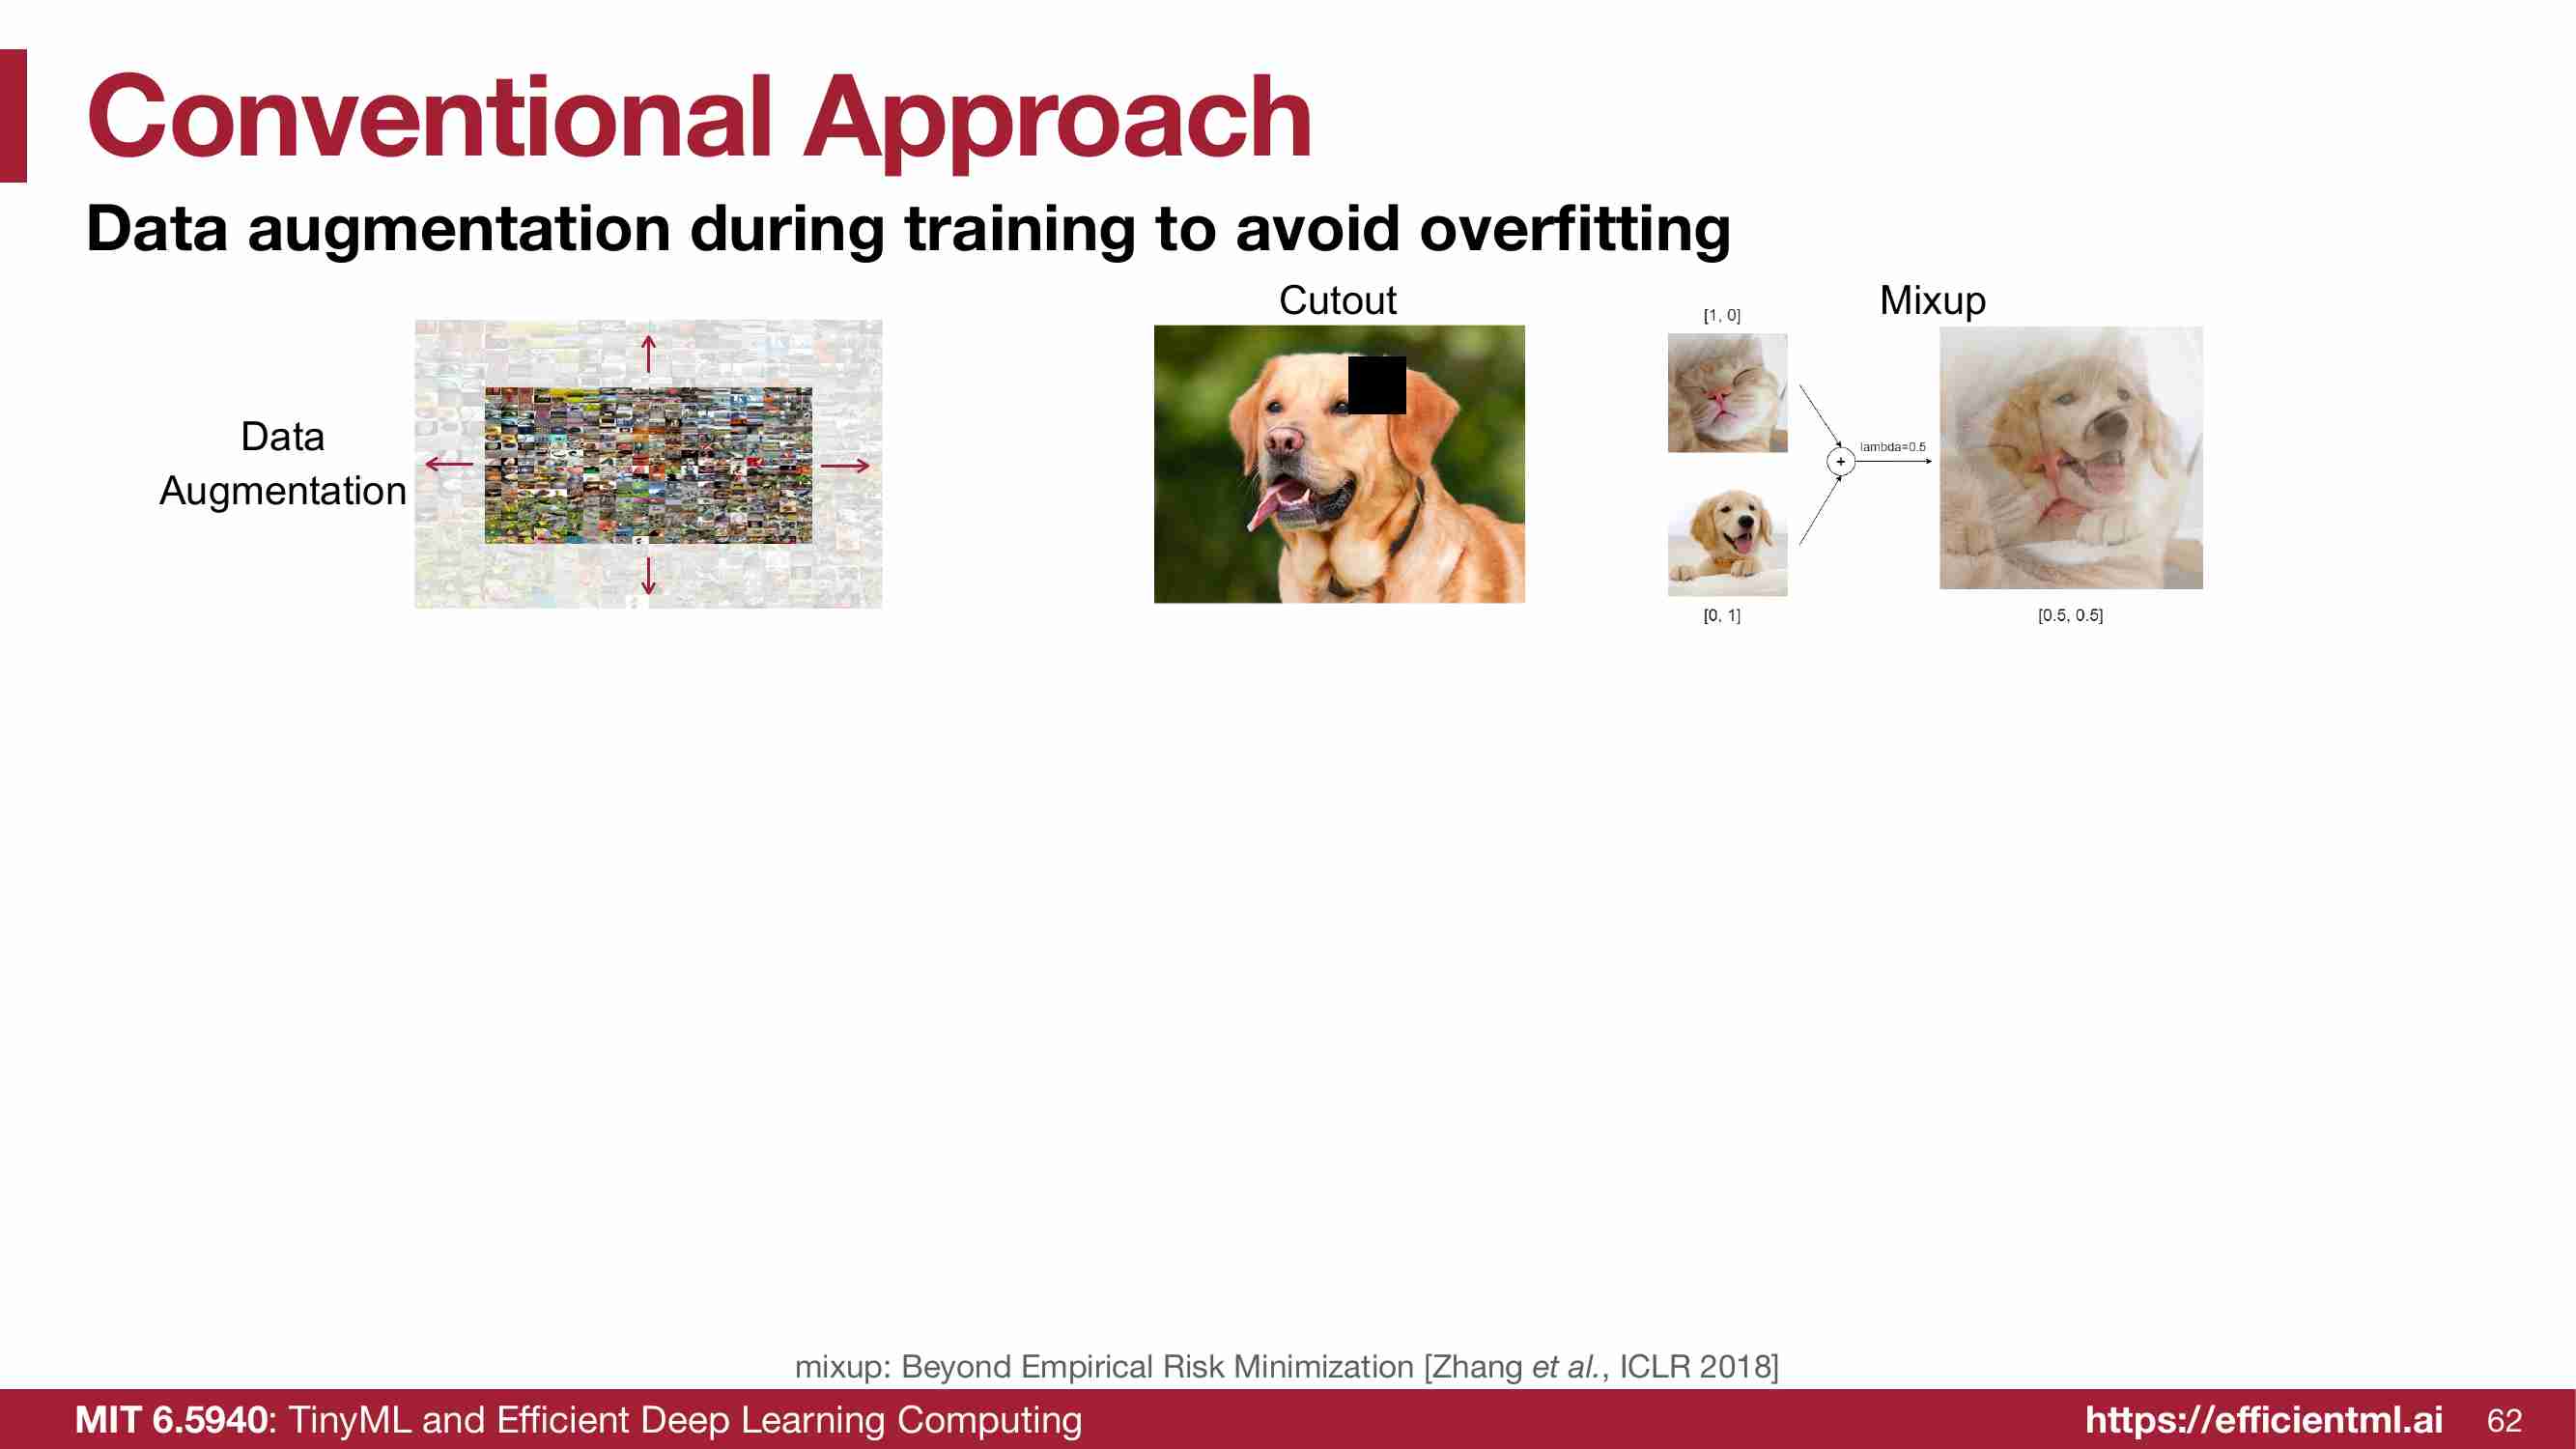 Conventional Approach
Data augmentation during training to avoid overfitting
Data
Augmentation
Cutout
Mixup
[1, 0]
lambda=0.5
[0, 1]
[0.5, 0.5]
mixup: Beyond Empirical Risk Minimization [Zhang et al., ICLR 2018]
MIT 6.5940: TinyML and Efficient Deep Learning Computing
https://efficientml.ai
62